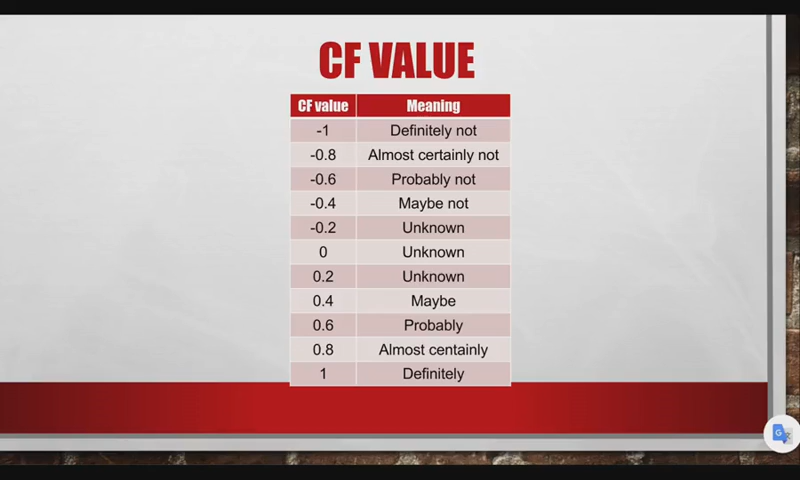 CF VALUE
CF value Meaning
-1 Definitely not
-0.8 Almost certainly not
-0.6 Probably not
-0.4 Maybe not
-0.2 Unknown
0 Unknown
0.2 Unknown
0.4 Maybe
0.6 Probably
0.8 Almost centainly
1 Definitely
G